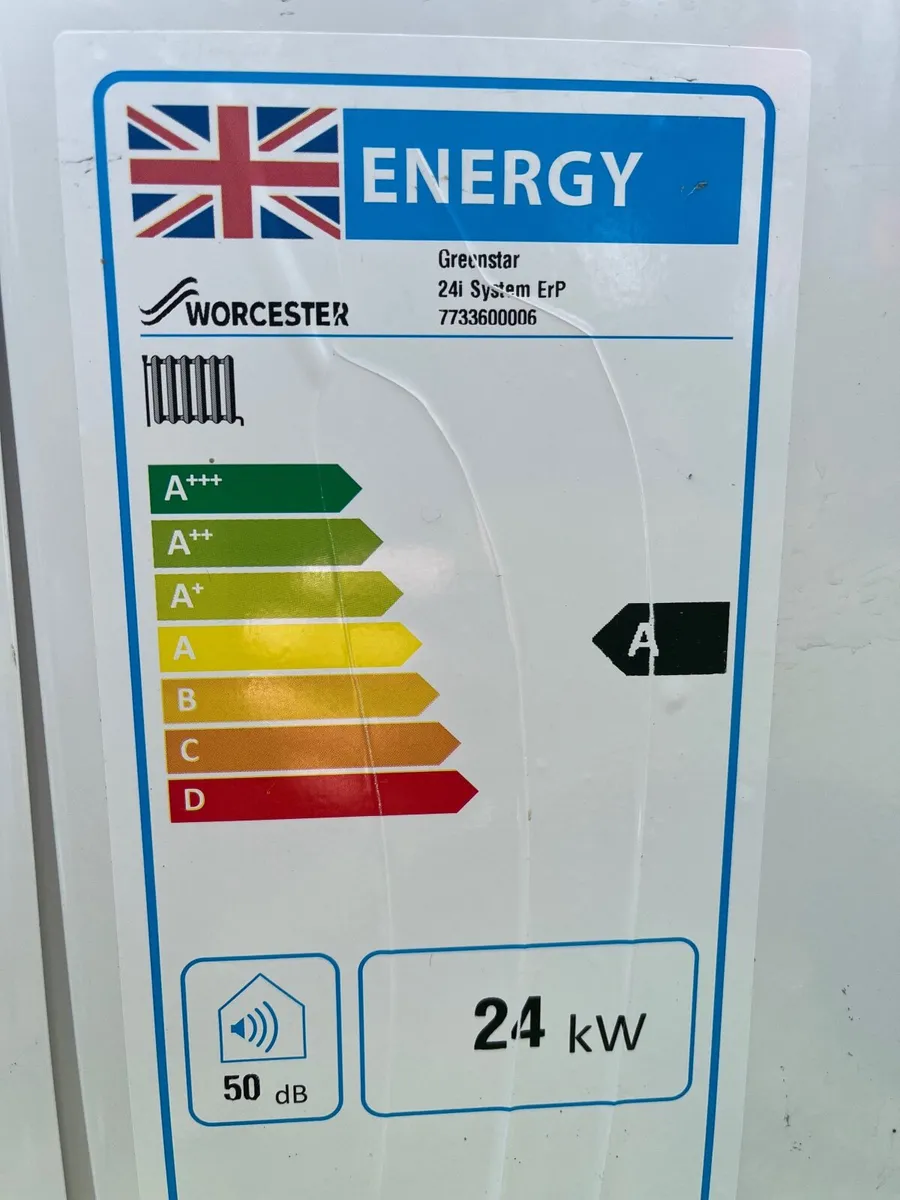 ENERGY
Greenstar
24i System ErP
7733600006
WORCESTER
A+++
A++
A+
A
A
B
C
D
50 dB
24 kW